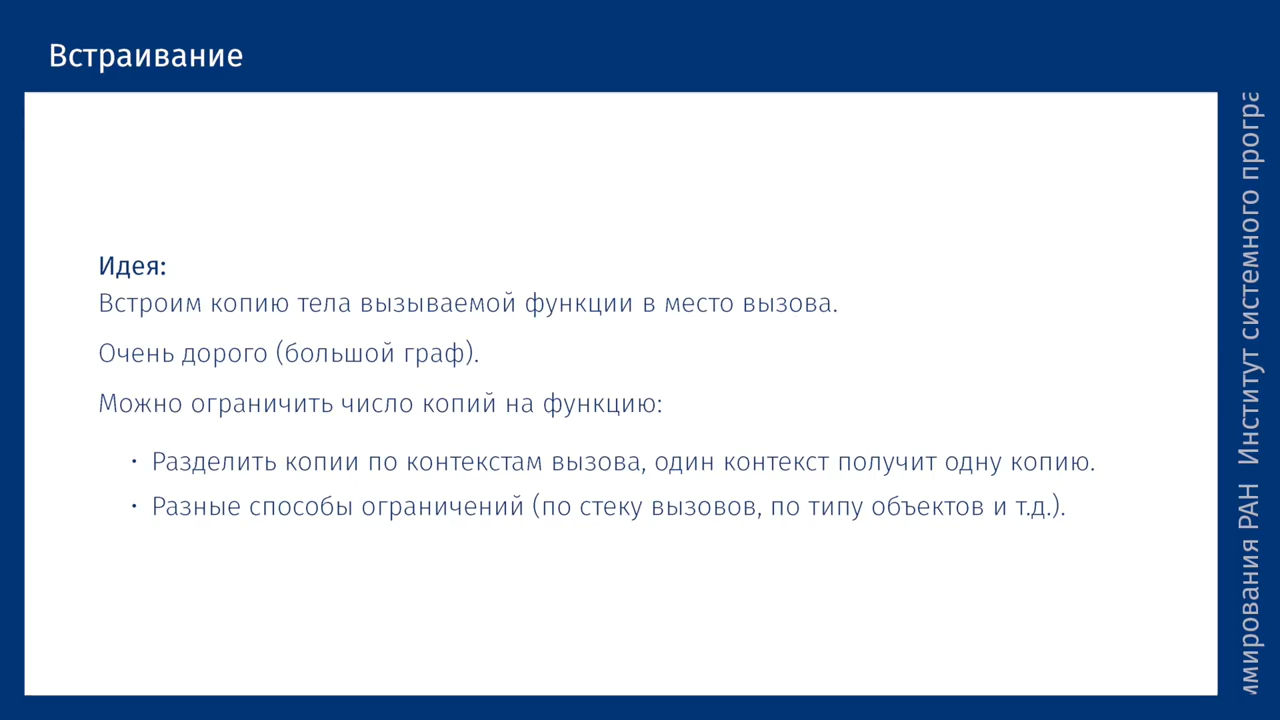 Встраивание
Идея:
Встроим копию тела вызываемой функции в место вызова.
Очень дорого (большой граф).
Можно ограничить число копий на функцию:
· Разделить копии по контекстам вызова, один контекст получит одну копию.
· Разные способы ограничений (по стеку вызовов, по типу объектов и т.д.).
ммирования РАН Институт системного програ